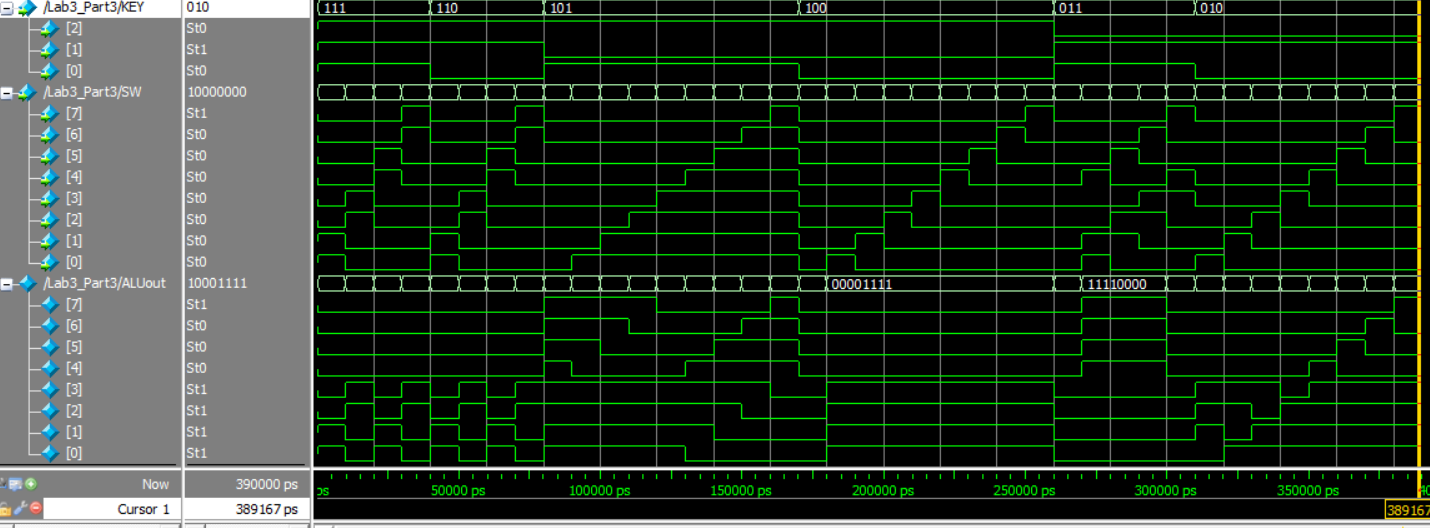 /Lab3_Part3/KEY 010 111 110 101 100 011 010
[2] St0
[1] St1
[0] St0
/Lab3_Part3/SW 10000000
[7] St1
[6] St0
[5] St0
[4] St0
[3] St0
[2] St0
[1] St0
[0] St0
/Lab3_Part3/ALUout 10001111 00001111 11110000
[7] St1
[6] St0
[5] St0
[4] St0
[3] St1
[2] St1
[1] St1
[0] St1
Now 390000 ps ps 50000 ps 100000 ps 150000 ps 200000 ps 250000 ps 300000 ps 350000 ps
Cursor 1 389167 ps 389167